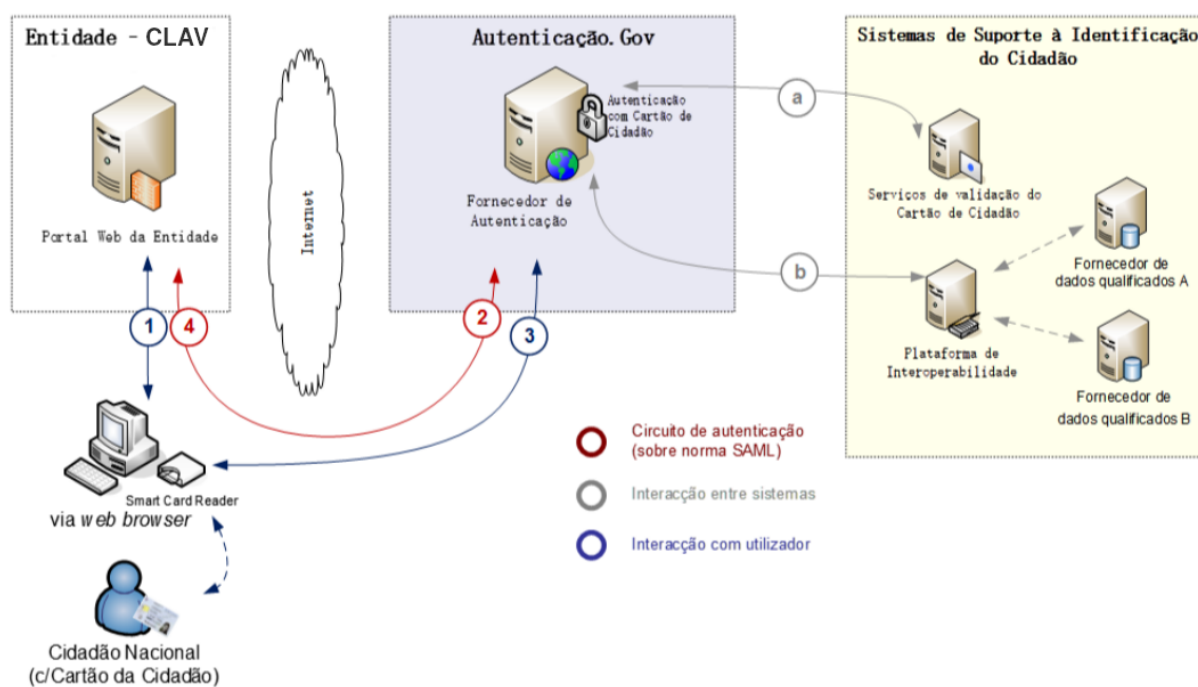 Entidade - CLAV
Portal Web da Entidade
Internet
Autenticação.Gov
Autenticação
com Cartão de
Cidadão
Fornecedor de
Autenticação
Sistemas de Suporte à Identificação
do Cidadão
a
Serviços de validação do
Cartão de Cidadão
b
Plataforma de
Interoperabilidade
Fornecedor de
dados qualificados A
Fornecedor de
dados qualificados B
1
4
2
3
Smart Card Reader
via web browser
Cidadão Nacional
(c/Cartão da Cidadão)
Circuito de autenticação
(sobre norma SAML)
Interacção entre sistemas
Interacção com utilizador